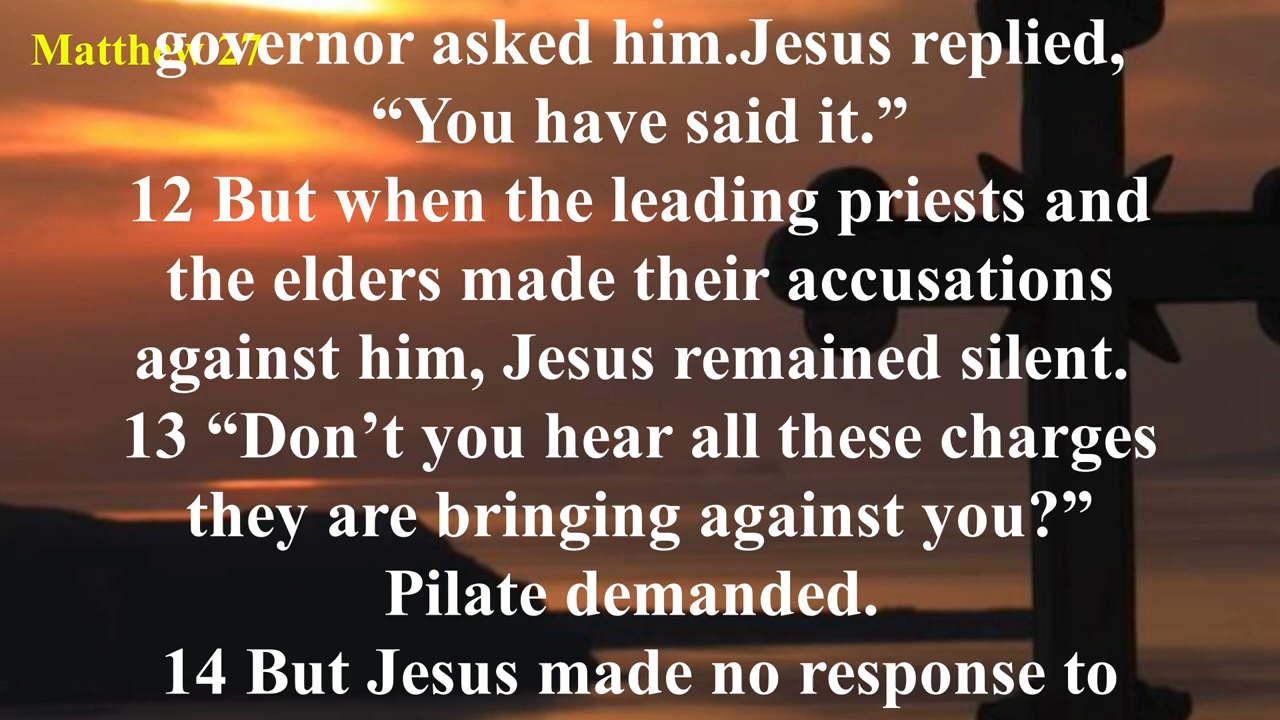 Matthew 27
governor asked him.Jesus replied,
“You have said it.”
12 But when the leading priests and
the elders made their accusations
against him, Jesus remained silent.
13 “Don’t you hear all these charges
they are bringing against you?”
Pilate demanded.
14 But Jesus made no response to